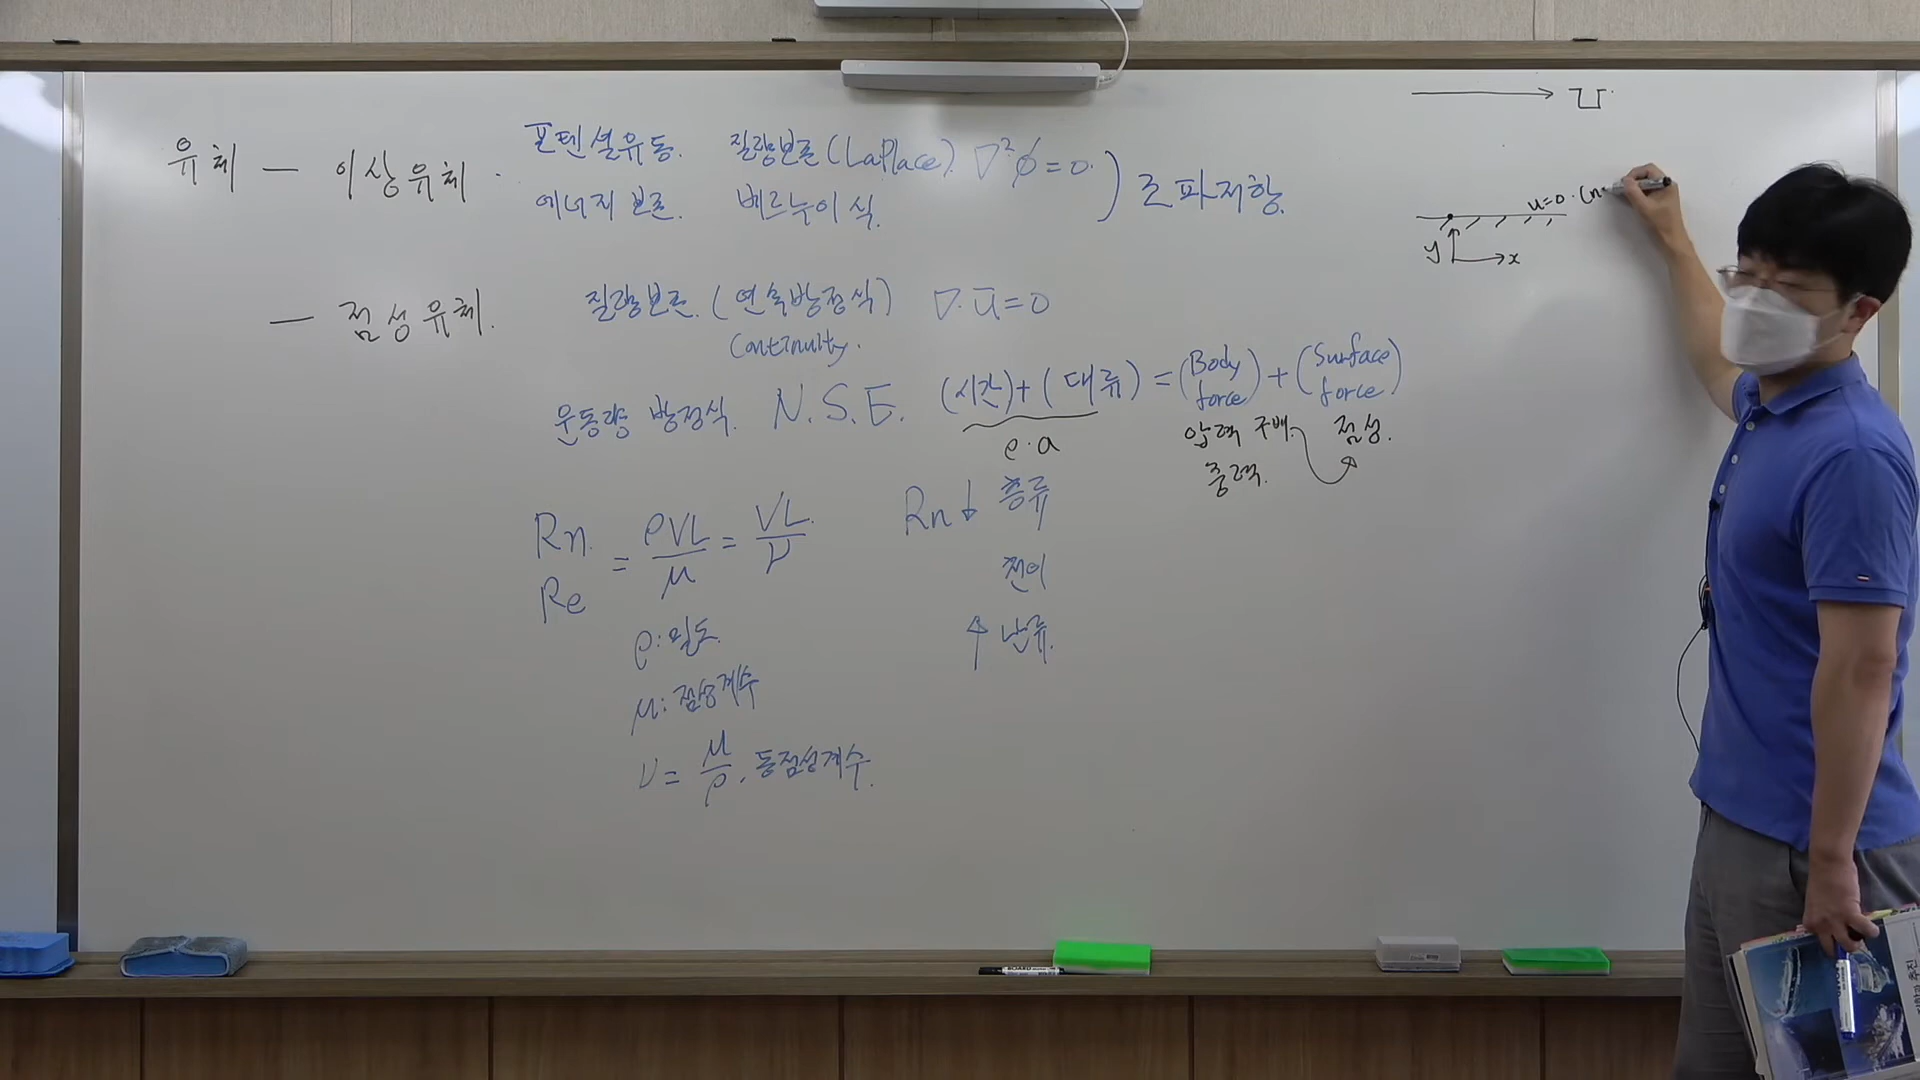 유체 — 이상유체 . 포텐셜유동. 질량보존 (LaPlace). ∇²φ=0.
에너지 보존. 베르누이 식. ) 조파저항.
— 점성유체. 질량보존. (연속방정식) ∇·u̅=0
Continuity.
운동량 방정식. N.S.E. (시간)+(대류)=(Body force)+(Surface force)
ρ·a
압력 구배. 점성.
중력.
Rn. Re = ρVL/μ = VL/ν
ρ: 밀도.
μ: 점성계수
ν = μ/ρ. 동점성계수.
Rn↓ 층류
천이
↑ 난류.
→ U.
u=0. (n
y
x
BOARD